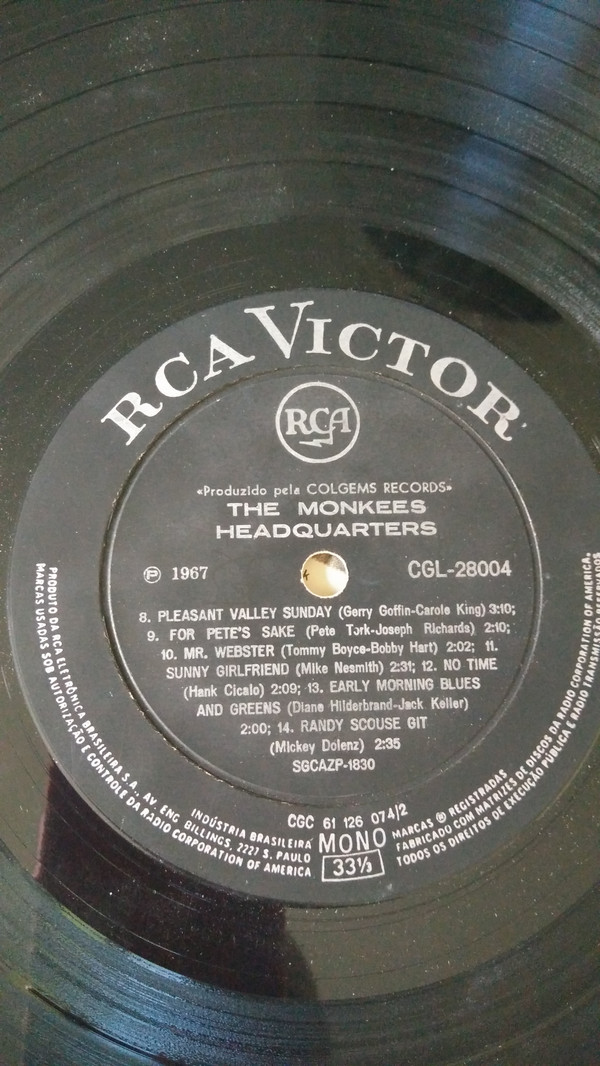 RCA VICTOR
RCA
«Produzido pela COLGEMS RECORDS»
THE MONKEES
HEADQUARTERS
℗ 1967
CGL-28004
8. PLEASANT VALLEY SUNDAY (Gerry Goffin-Carole King) 3:10;
9. FOR PETE'S SAKE (Pete Tork-Joseph Richards) 2:10;
10. MR. WEBSTER (Tommy Boyce-Bobby Hart) 2:02; 11.
SUNNY GIRLFRIEND (Mike Nesmith) 2:31; 12. NO TIME
(Hank Cicalo) 2:09; 13. EARLY MORNING BLUES
AND GREENS (Diane Hilderbrand-Jack Keller)
2:00; 14. RANDY SCOUSE GIT
(Mickey Dolenz) 2:35
SGCAZP-1830
PRODUTO DA RCA ELETRÔNICA BRASILEIRA S.A., AV. ENG. BILLINGS, 2227 S. PAULO
MARCAS USADAS SOB AUTORIZAÇÃO E CONTROLE DA RADIO CORPORATION OF AMERICA
INDÚSTRIA BRASILEIRA
CGC 61 126 074/2
MONO
33⅓
MARCAS ® REGISTRADAS
FABRICADO COM MATRIZES DE DISCOS DA RADIO CORPORATION OF AMERICA.
TODOS OS DIREITOS DE EXECUÇÃO PÚBLICA E RADIO TRANSMISSÃO RESERVADOS